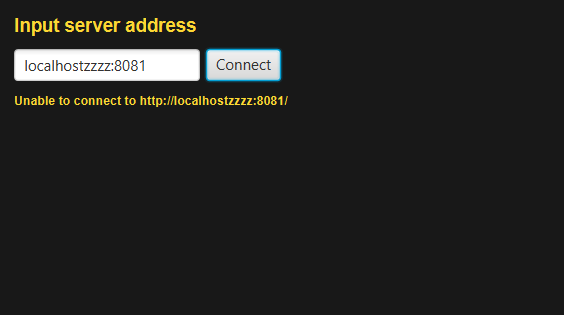 Input server address
localhostzzzz:8081 Connect
Unable to connect to http://localhostzzzz:8081/